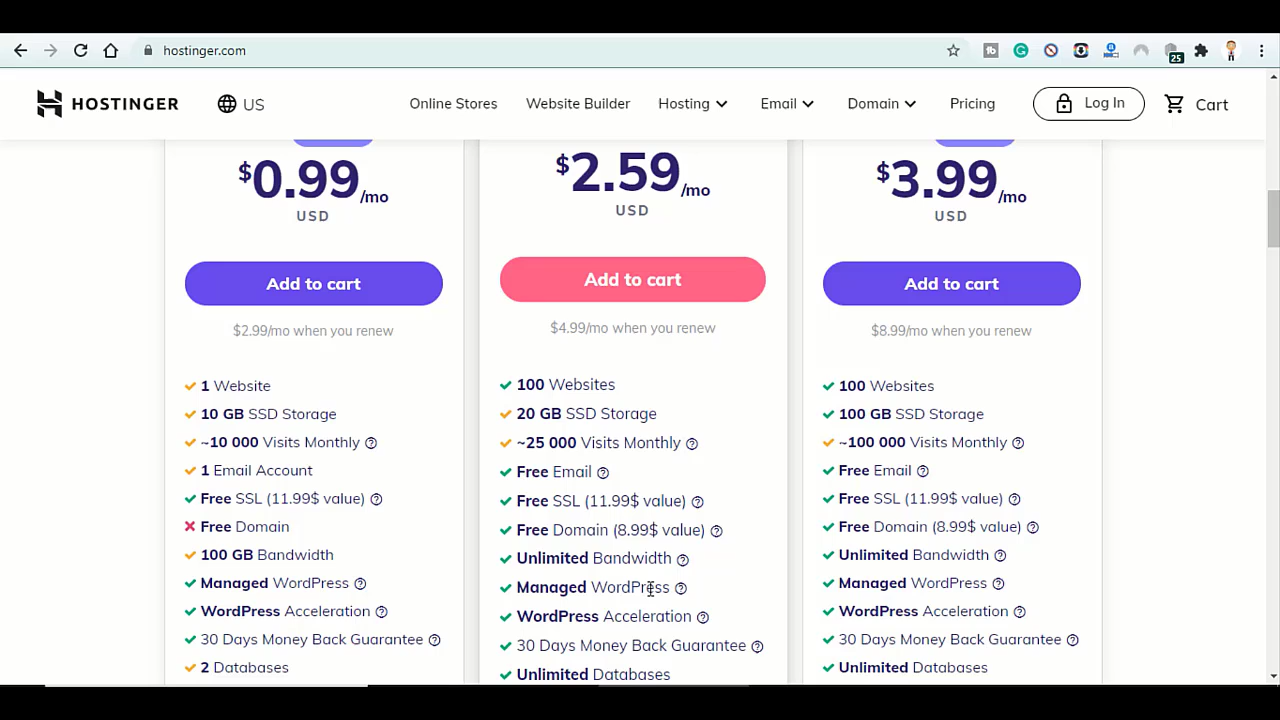 hostinger.com
25
HOSTINGER US Online Stores Website Builder Hosting Email Domain Pricing Log In Cart
$0.99/mo
USD
Add to cart
$2.99/mo when you renew
1 Website
10 GB SSD Storage
~10 000 Visits Monthly
1 Email Account
Free SSL (11.99$ value)
Free Domain
100 GB Bandwidth
Managed WordPress
WordPress Acceleration
30 Days Money Back Guarantee
2 Databases
$2.59/mo
USD
Add to cart
$4.99/mo when you renew
100 Websites
20 GB SSD Storage
~25 000 Visits Monthly
Free Email
Free SSL (11.99$ value)
Free Domain (8.99$ value)
Unlimited Bandwidth
Managed WordPress
WordPress Acceleration
30 Days Money Back Guarantee
Unlimited Databases
$3.99/mo
USD
Add to cart
$8.99/mo when you renew
100 Websites
100 GB SSD Storage
~100 000 Visits Monthly
Free Email
Free SSL (11.99$ value)
Free Domain (8.99$ value)
Unlimited Bandwidth
Managed WordPress
WordPress Acceleration
30 Days Money Back Guarantee
Unlimited Databases